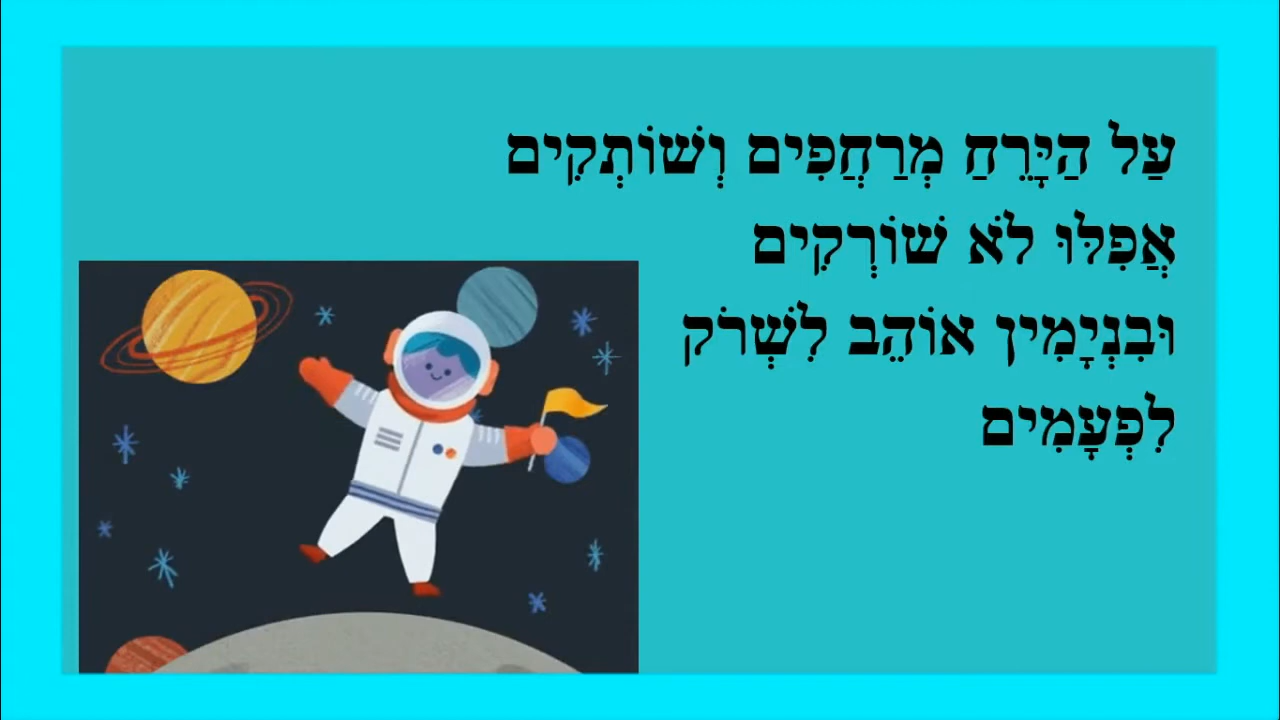 עַל הַיָּרֵחַ מְרַחֲפִים וְשׁוֹתְקִים
אֲפִלּוּ לֹא שׁוֹרְקִים
וּבִנְיָמִין אוֹהֵב לִשְׁרֹק
לִפְעָמִים